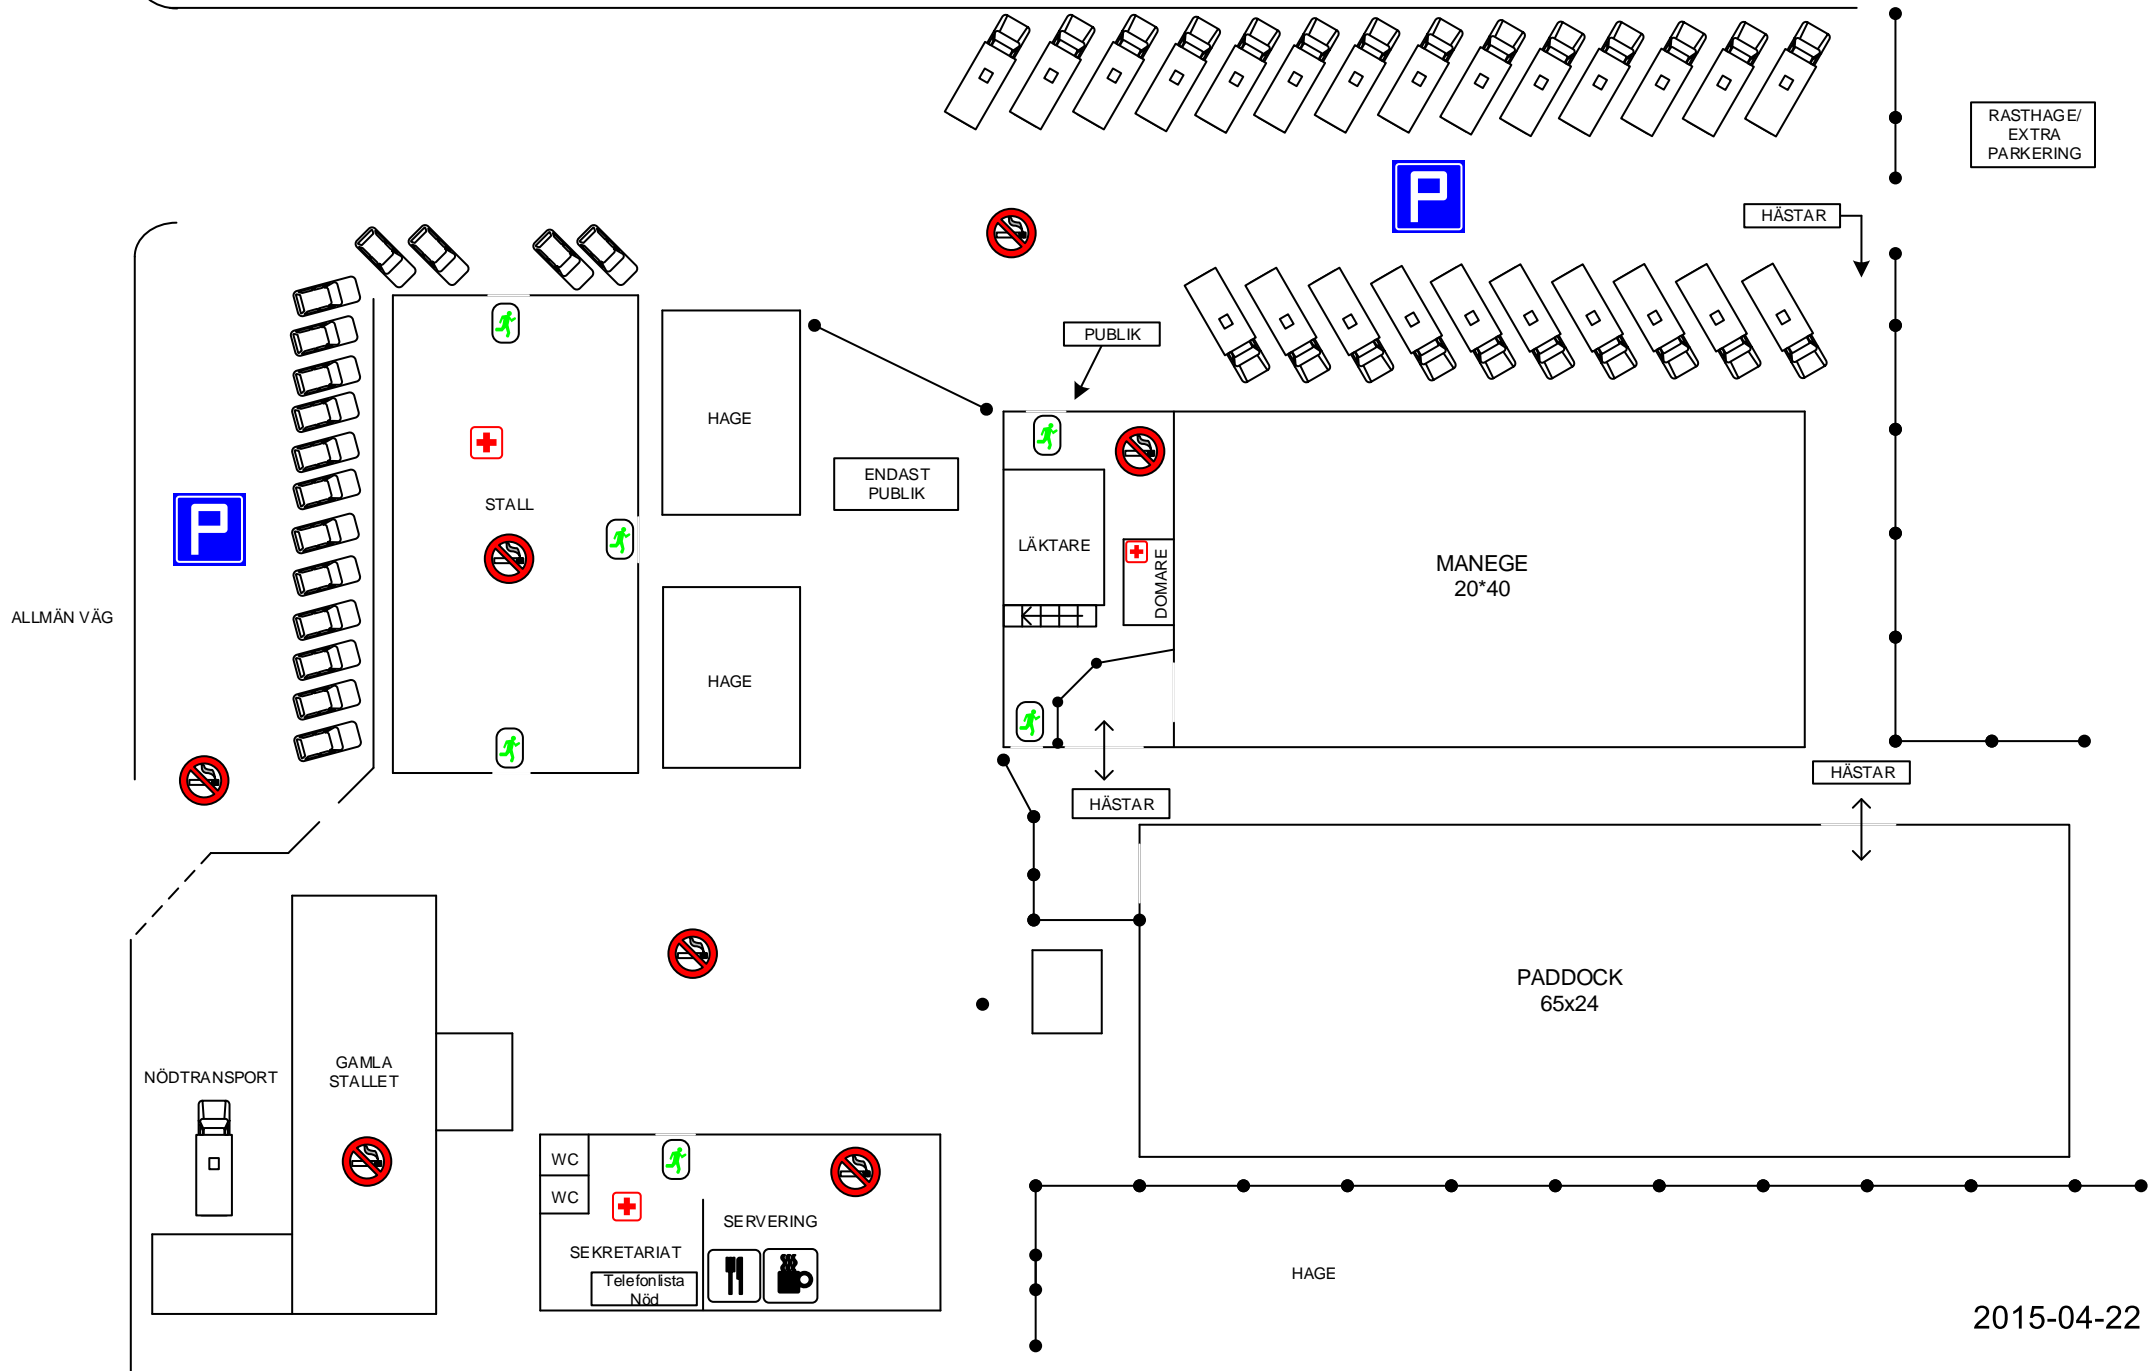 RASTHAGE/
EXTRA
PARKERING
P
HÄSTAR
PUBLIK
HAGE
ENDAST
PUBLIK
STALL
P
LÄKTARE
DOMARE
MANEGE
20*40
ALLMÄN VÄG
HAGE
HÄSTAR
HÄSTAR
PADDOCK
65x24
GAMLA
STALLET
NÖDTRANSPORT
WC
WC
SERVERING
SEKRETARIAT
Telefonlista
Nöd
HAGE
2015-04-22